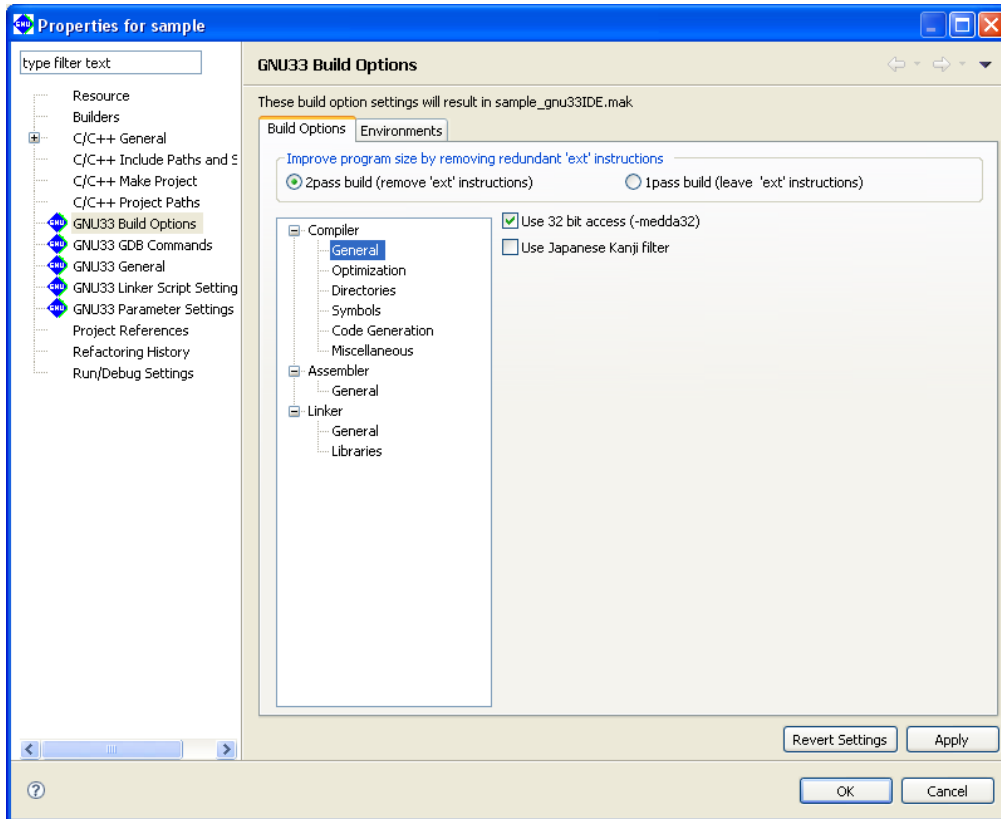 Properties for sample
type filter text
Resource
Builders
C/C++ General
C/C++ Include Paths and S
C/C++ Make Project
C/C++ Project Paths
GNU33 Build Options
GNU33 GDB Commands
GNU33 General
GNU33 Linker Script Setting
GNU33 Parameter Settings
Project References
Refactoring History
Run/Debug Settings
GNU33 Build Options
These build option settings will result in sample_gnu33IDE.mak
Build Options Environments
Improve program size by removing redundant 'ext' instructions
2pass build (remove 'ext' instructions) 1pass build (leave 'ext' instructions)
Compiler
General
Optimization
Directories
Symbols
Code Generation
Miscellaneous
Assembler
General
Linker
General
Libraries
Use 32 bit access (-medda32)
Use Japanese Kanji filter
Revert Settings Apply
OK Cancel